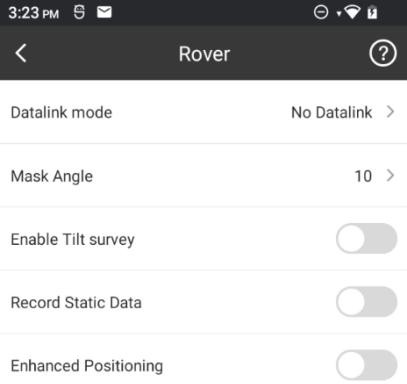 3:23 PM
Rover
Datalink mode No Datalink
Mask Angle 10
Enable Tilt survey
Record Static Data
Enhanced Positioning